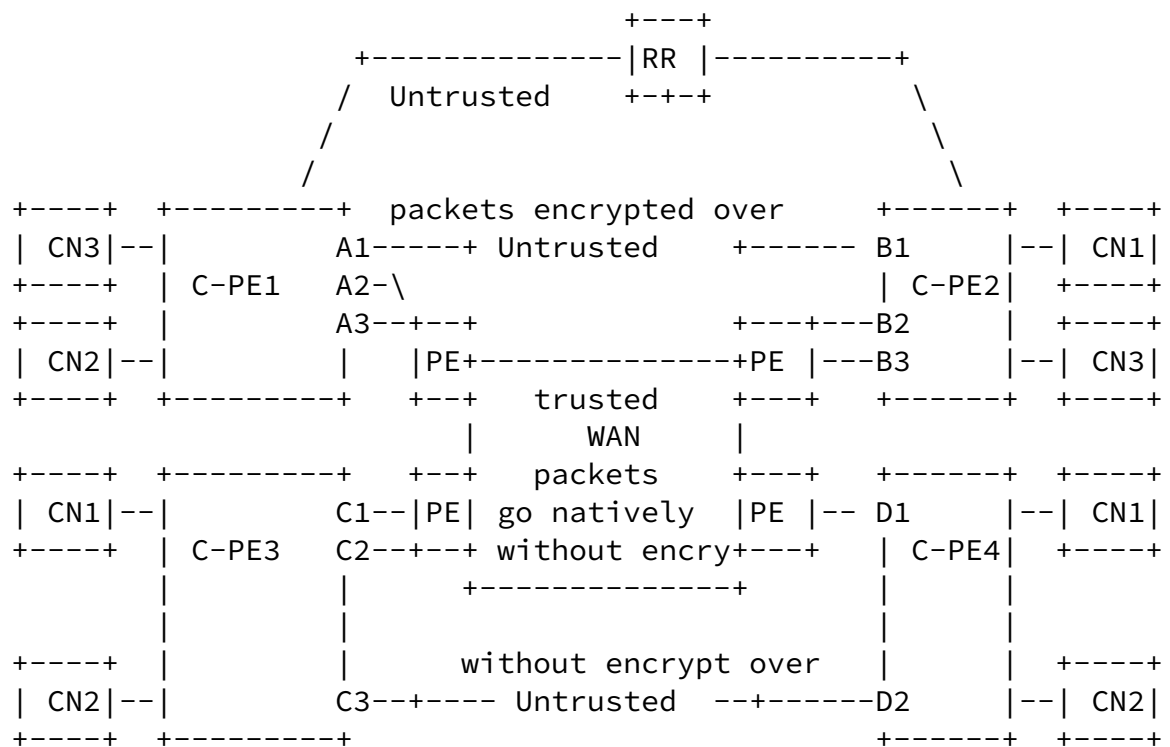 RR
Untrusted
packets encrypted over
CN3 A1 Untrusted B1 CN1
C-PE1 A2 C-PE2
A3 B2
CN2 PE PE B3 CN3
trusted
WAN
packets
CN1 C1 PE go natively PE D1 CN1
C-PE3 C2 without encry C-PE4
without encrypt over
CN2 C3 Untrusted D2 CN2